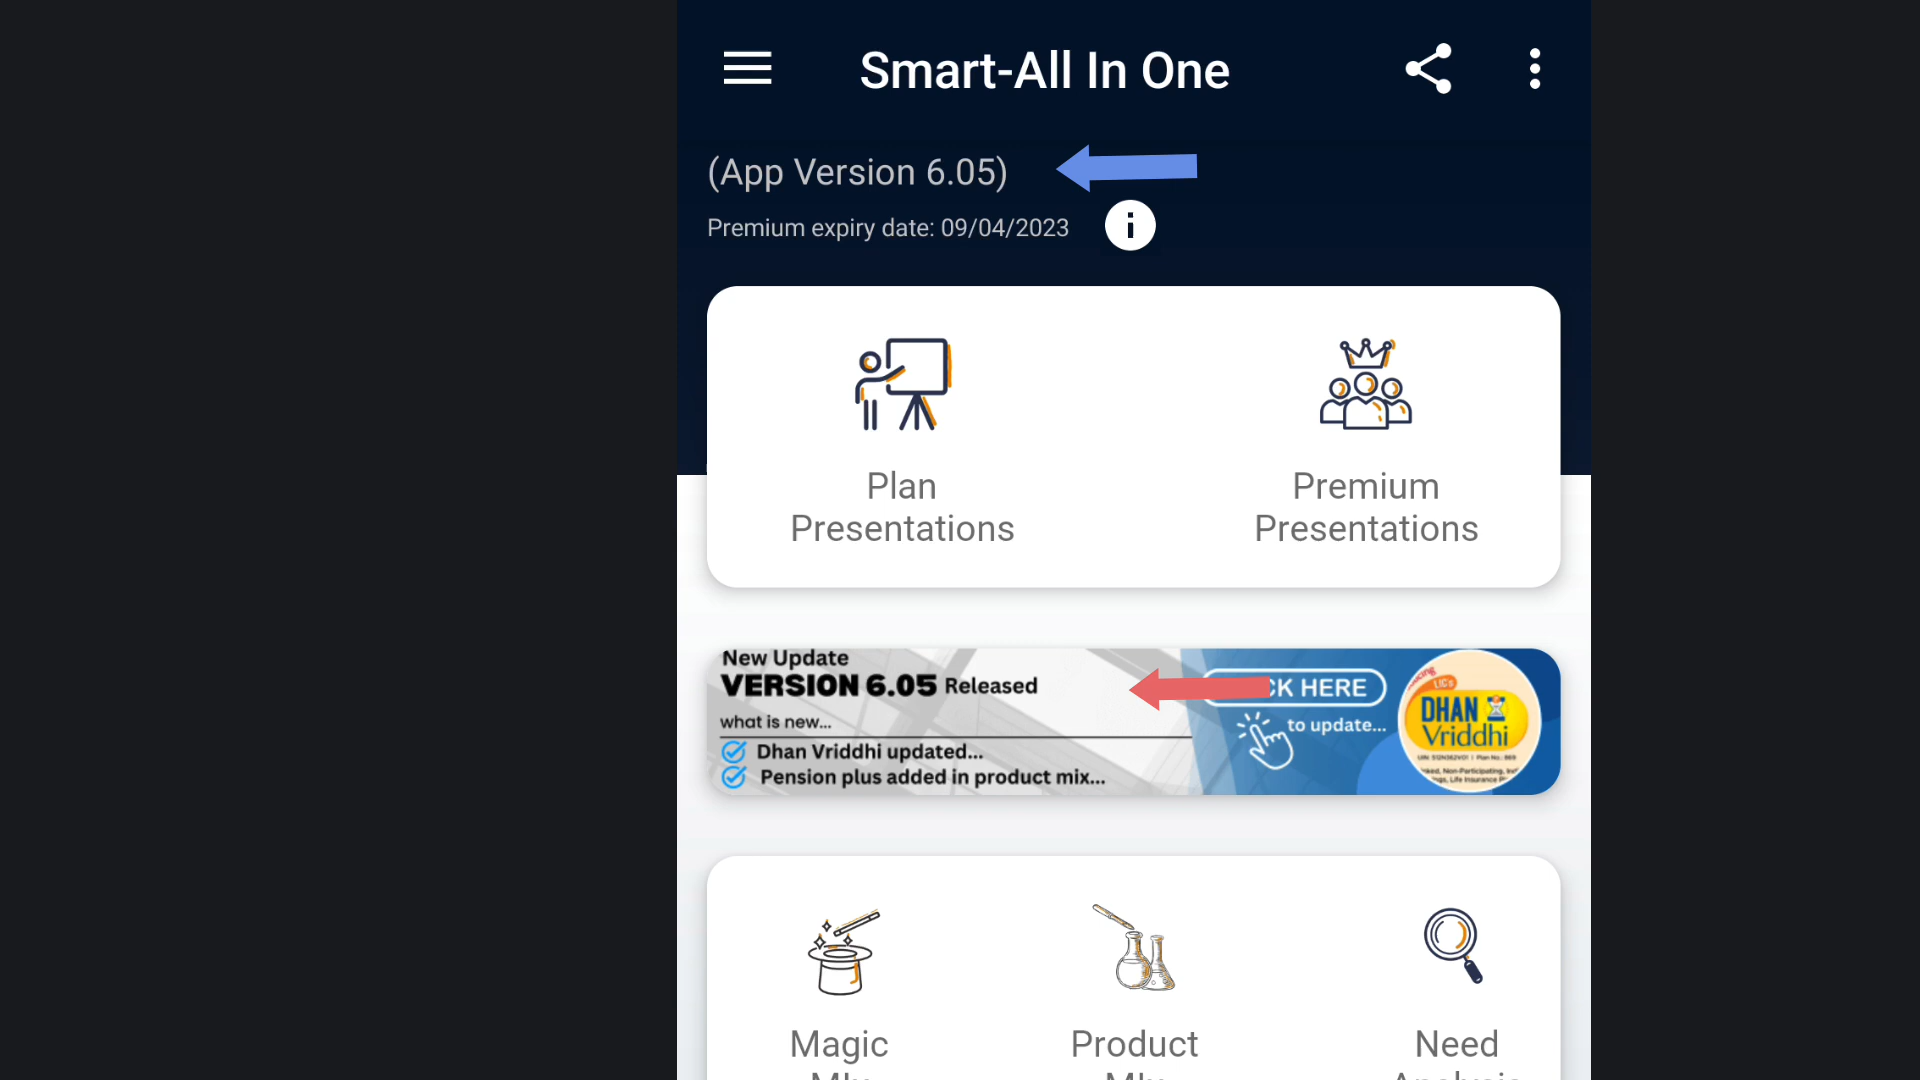 Smart-All In One
(App Version 6.05)
Premium expiry date: 09/04/2023
Plan
Presentations
Premium
Presentations
New Update
VERSION 6.05 Released
what is new...
Dhan Vriddhi updated...
Pension plus added in product mix...
CK HERE
to update...
LIC's
DHAN
Vriddhi
Magic
Product
Need